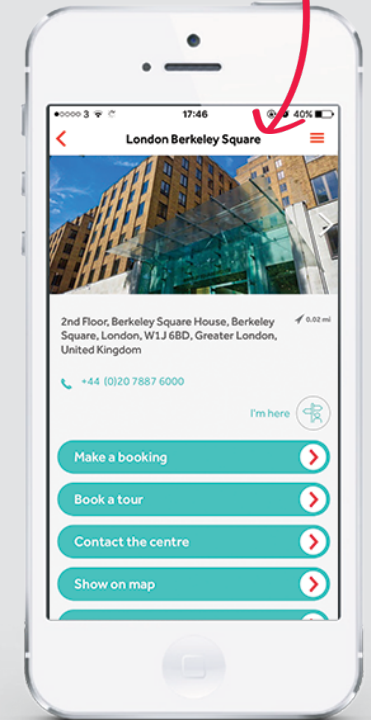 3 17:46 40%
London Berkeley Square
2nd Floor, Berkeley Square House, Berkeley
Square, London, W1J 6BD, Greater London,
United Kingdom
0.02 mi
+44 (0)20 7887 6000
I'm here
Make a booking
Book a tour
Contact the centre
Show on map